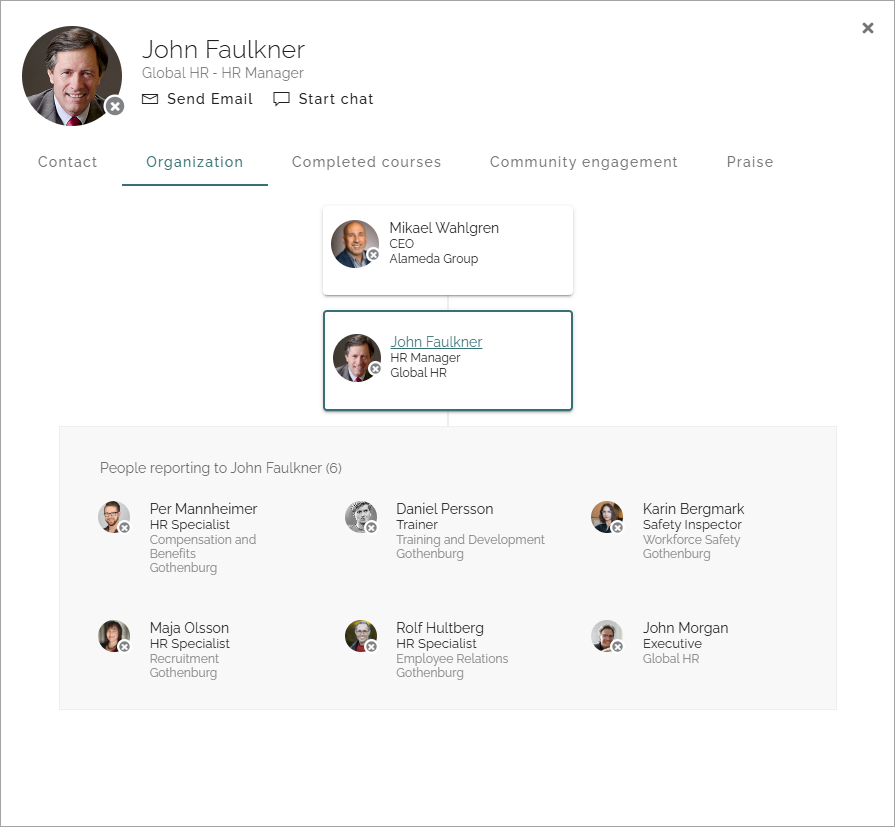 John Faulkner
Global HR - HR Manager
Send Email
Start chat
Contact
Organization
Completed courses
Community engagement
Praise
Mikael Wahlgren
CEO
Alameda Group
John Faulkner
HR Manager
Global HR
People reporting to John Faulkner (6)
Per Mannheimer
HR Specialist
Compensation and
Benefits
Gothenburg
Daniel Persson
Trainer
Training and Development
Gothenburg
Karin Bergmark
Safety Inspector
Workforce Safety
Gothenburg
Maja Olsson
HR Specialist
Recruitment
Gothenburg
Rolf Hultberg
HR Specialist
Employee Relations
Gothenburg
John Morgan
Executive
Global HR